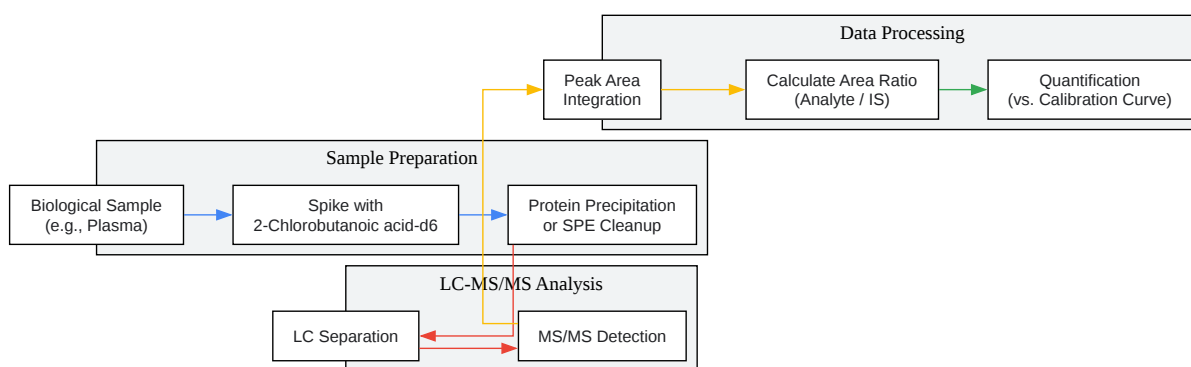 Data Processing
Peak Area
Integration
Calculate Area Ratio
(Analyte / IS)
Quantification
(vs. Calibration Curve)
Sample Preparation
Biological Sample
(e.g., Plasma)
Spike with
2-Chlorobutanoic acid-d6
Protein Precipitation
or SPE Cleanup
LC-MS/MS Analysis
LC Separation
MS/MS Detection